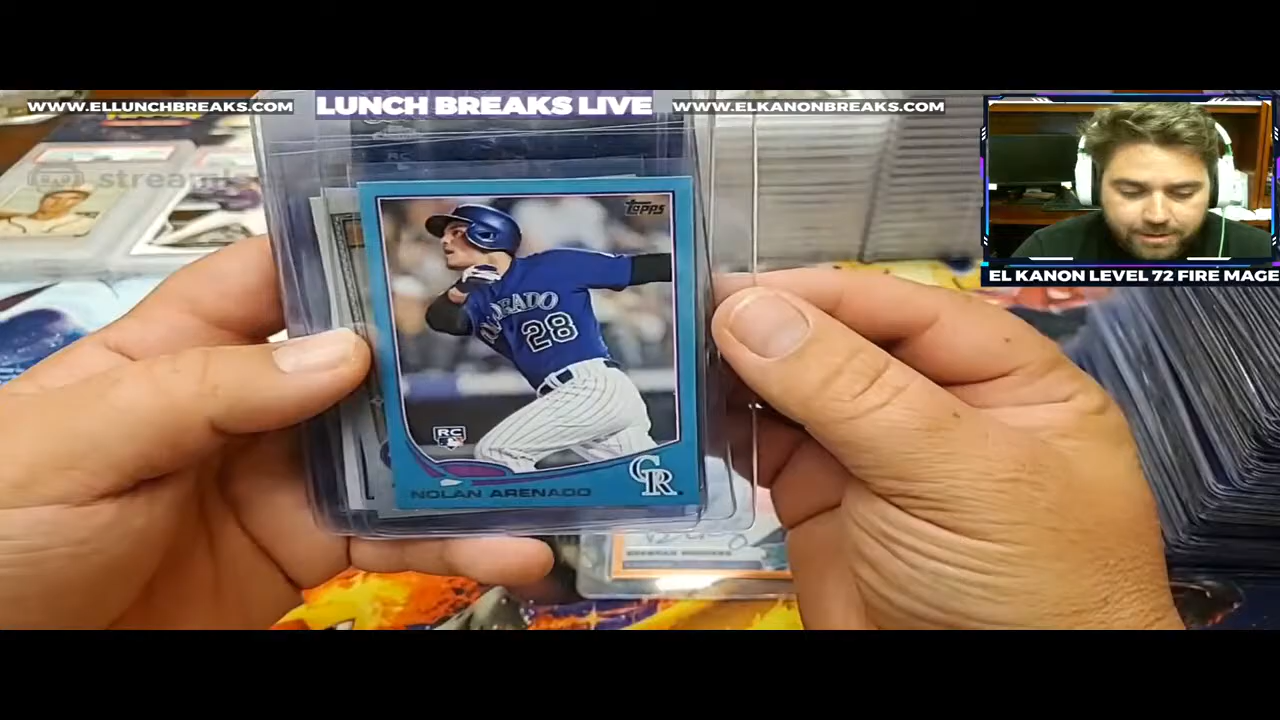 WWW.ELLUNCHBREAKS.COM
LUNCH BREAKS LIVE
WWW.ELKANONBREAKS.COM
RC
Topps
COLORADO
28
RC
NOLAN ARENADO
CR
EL KANON LEVEL 72 FIRE MAGE